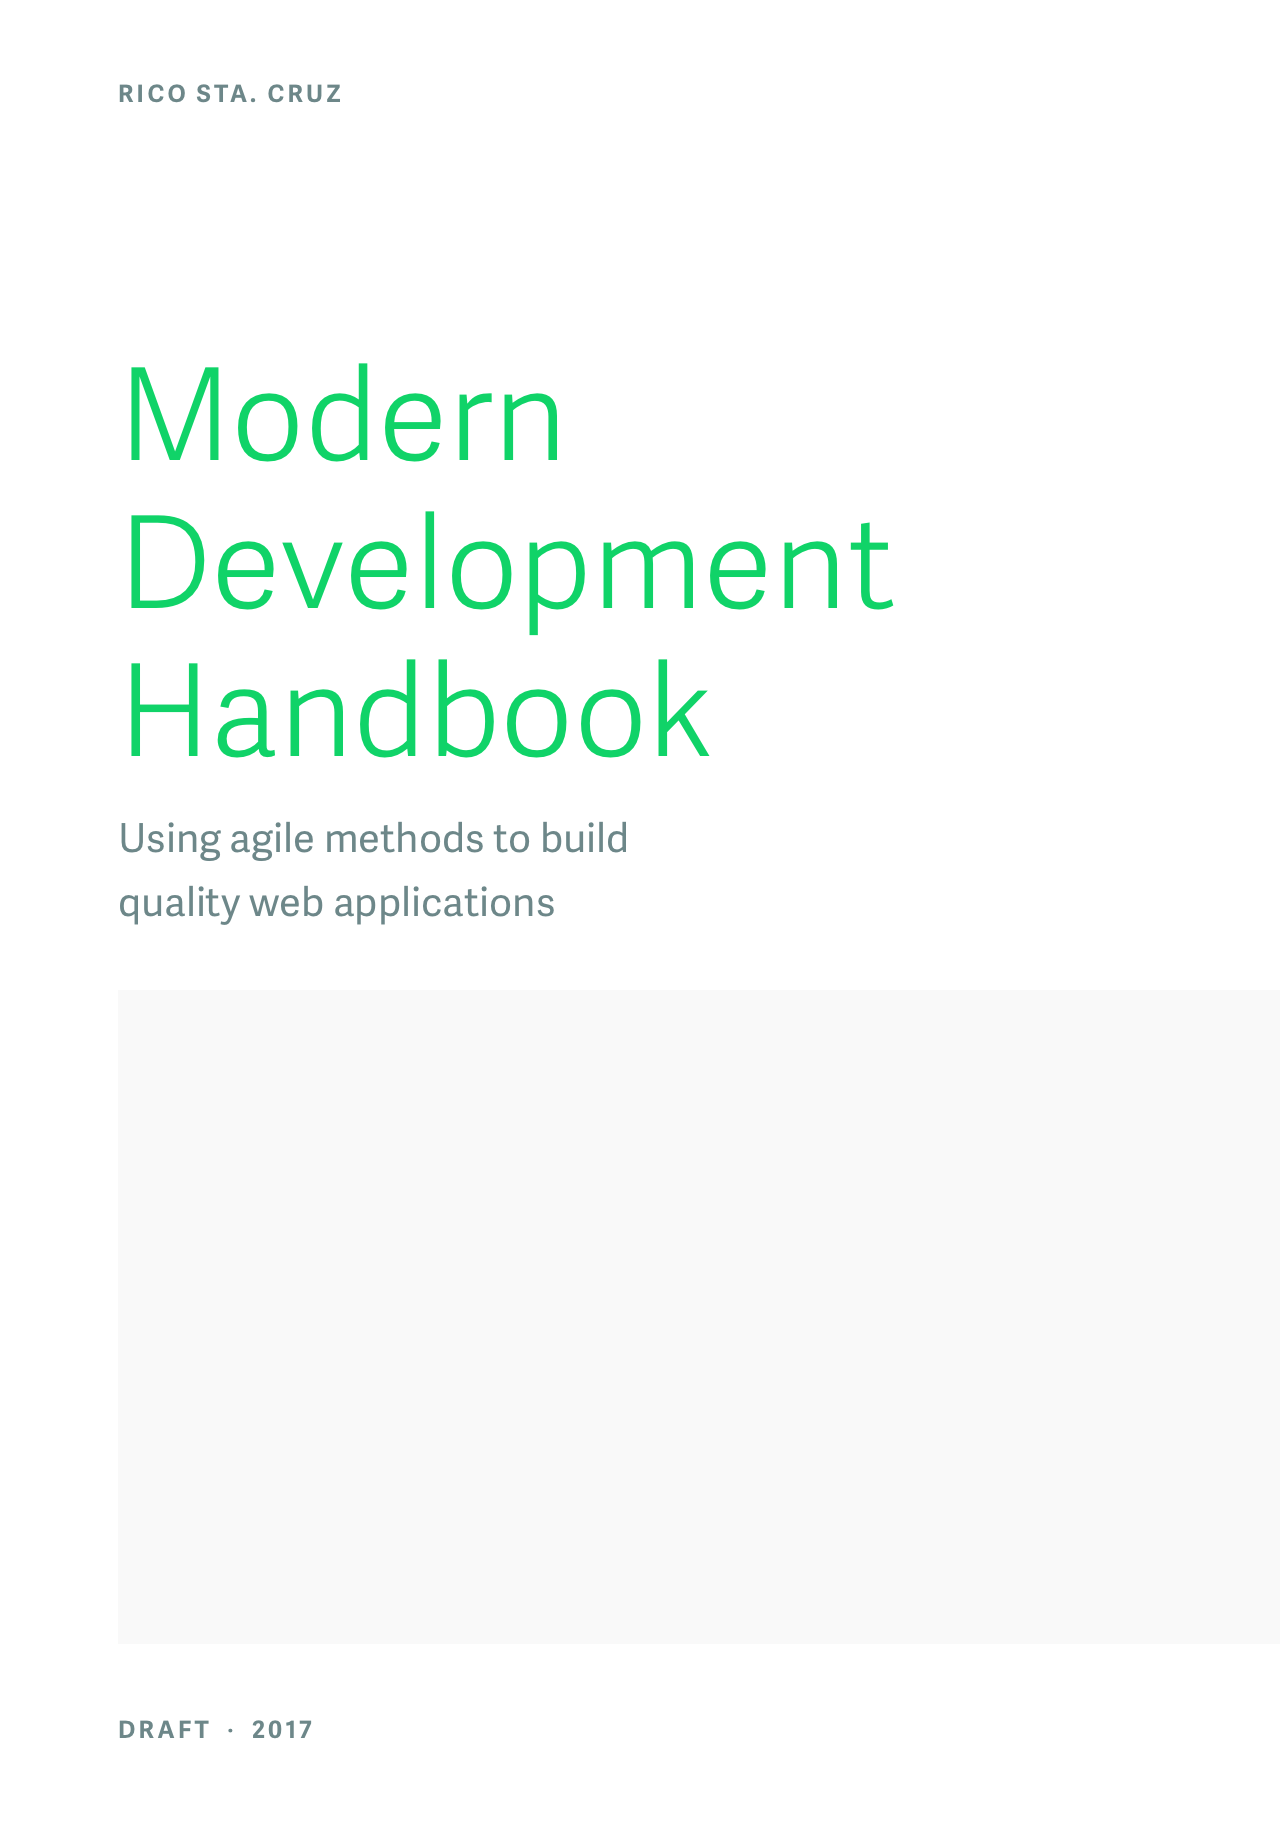 RICO STA. CRUZ
Modern
Development
Handbook
Using agile methods to build
quality web applications
DRAFT · 2017